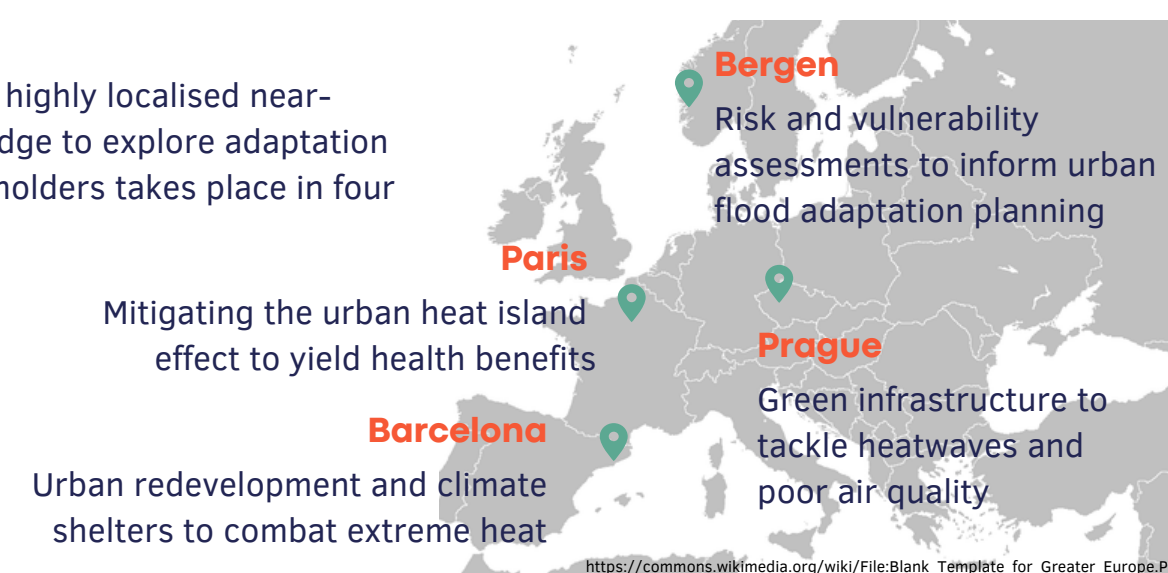 highly localised near-
dge to explore adaptation
holders takes place in four
Bergen
Risk and vulnerability
assessments to inform urban
flood adaptation planning
Paris
Mitigating the urban heat island
effect to yield health benefits
Prague
Green infrastructure to
tackle heatwaves and
poor air quality
Barcelona
Urban redevelopment and climate
shelters to combat extreme heat
https://commons.wikimedia.org/wiki/File:Blank_Template_for_Greater_Europe.P